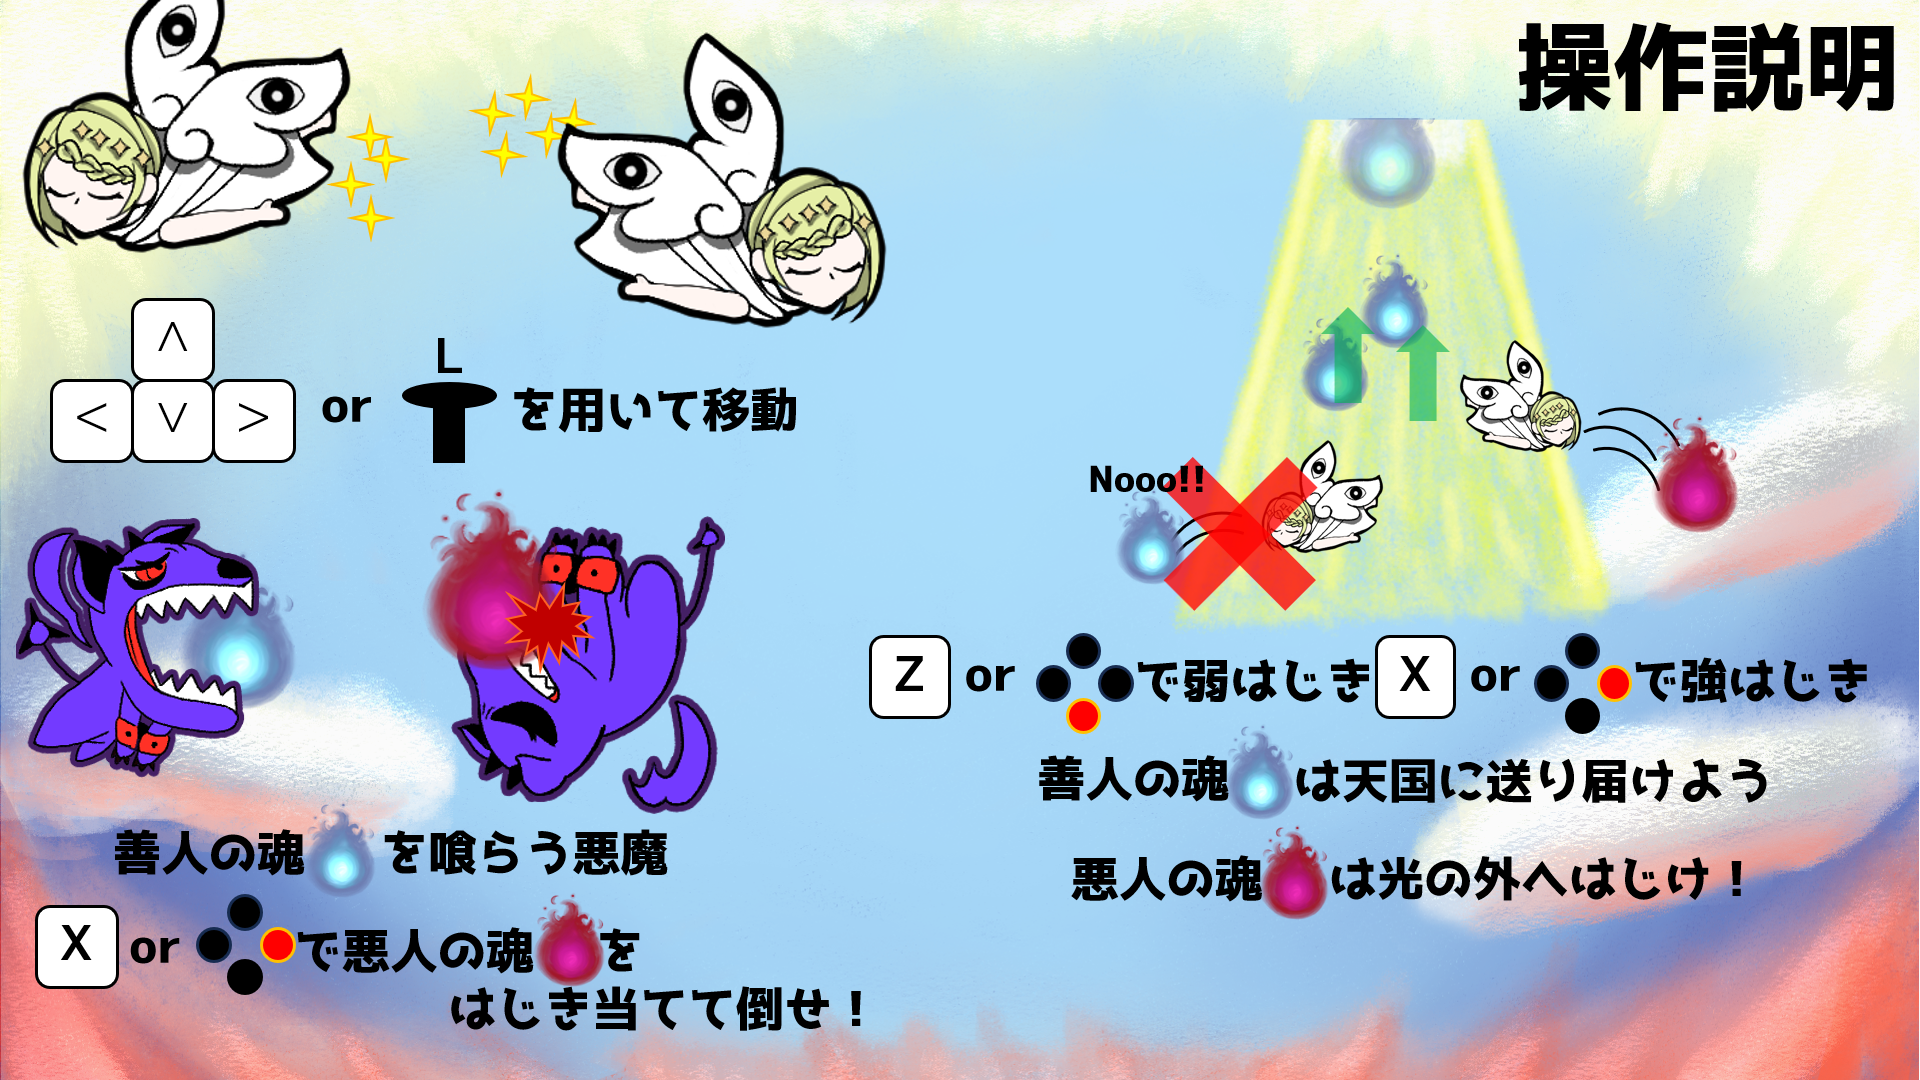 操作説明
^
< v > or L を用いて移動
Nooo!!
Z or で弱はじき X or で強はじき
善人の魂 は天国に送り届けよう
悪人の魂 は光の外へはじけ！
善人の魂 を喰らう悪魔
X or で悪人の魂 を
はじき当てて倒せ！